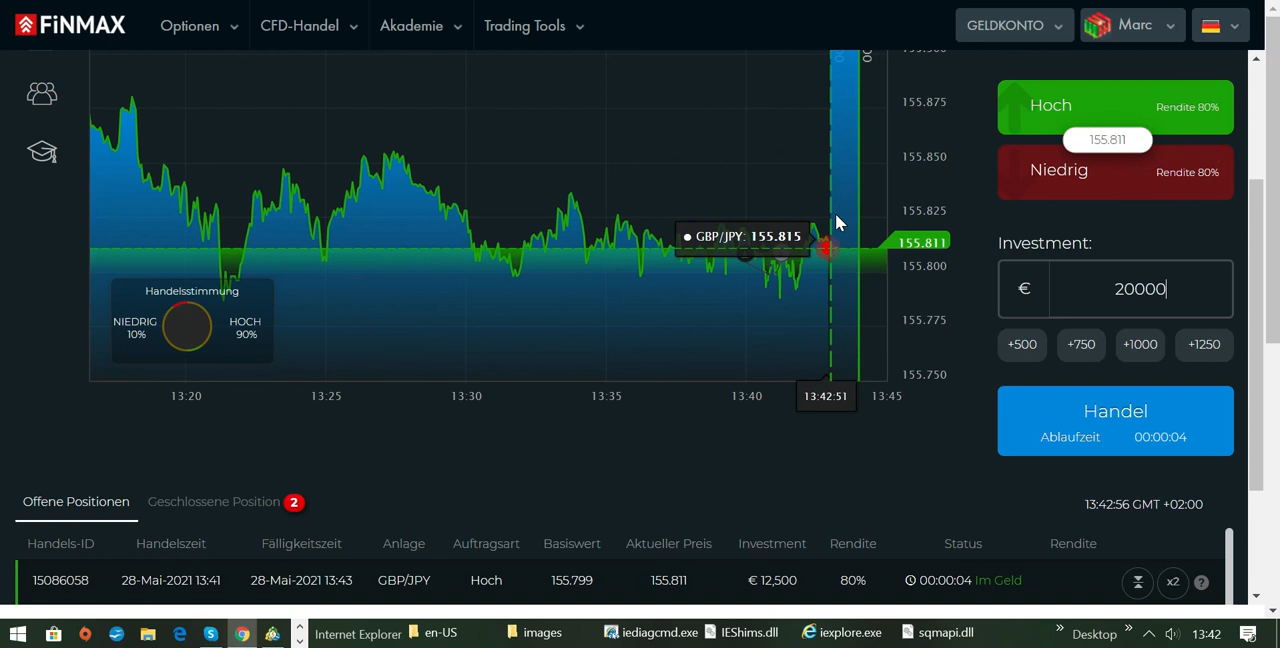 FiNMAX Optionen CFD-Handel Akademie Trading Tools GELDKONTO Marc
155.900
155.875
155.850
155.825
155.811
155.800
155.775
155.750
GBP/JPY: 155.815
Handelsstimmung
NIEDRIG HOCH
10% 90%
13:20 13:25 13:30 13:35 13:40 13:42:51 13:45
Hoch Rendite 80%
155.811
Niedrig Rendite 80%
Investment:
€ 20000
+500 +750 +1000 +1250
Handel
Ablaufzeit 00:00:04
Offene Positionen Geschlossene Position 2 13:42:56 GMT +02:00
Handels-ID Handelszeit Fälligkeitszeit Anlage Auftragsart Basiswert Aktueller Preis Investment Rendite Status Rendite
15086058 28-Mai-2021 13:41 28-Mai-2021 13:43 GBP/JPY Hoch 155.799 155.811 € 12,500 80% 00:00:04 Im Geld x2 ?
Internet Explorer en-US images iediagcmd.exe IEShims.dll iexplore.exe sqmapi.dll » Desktop » 13:42